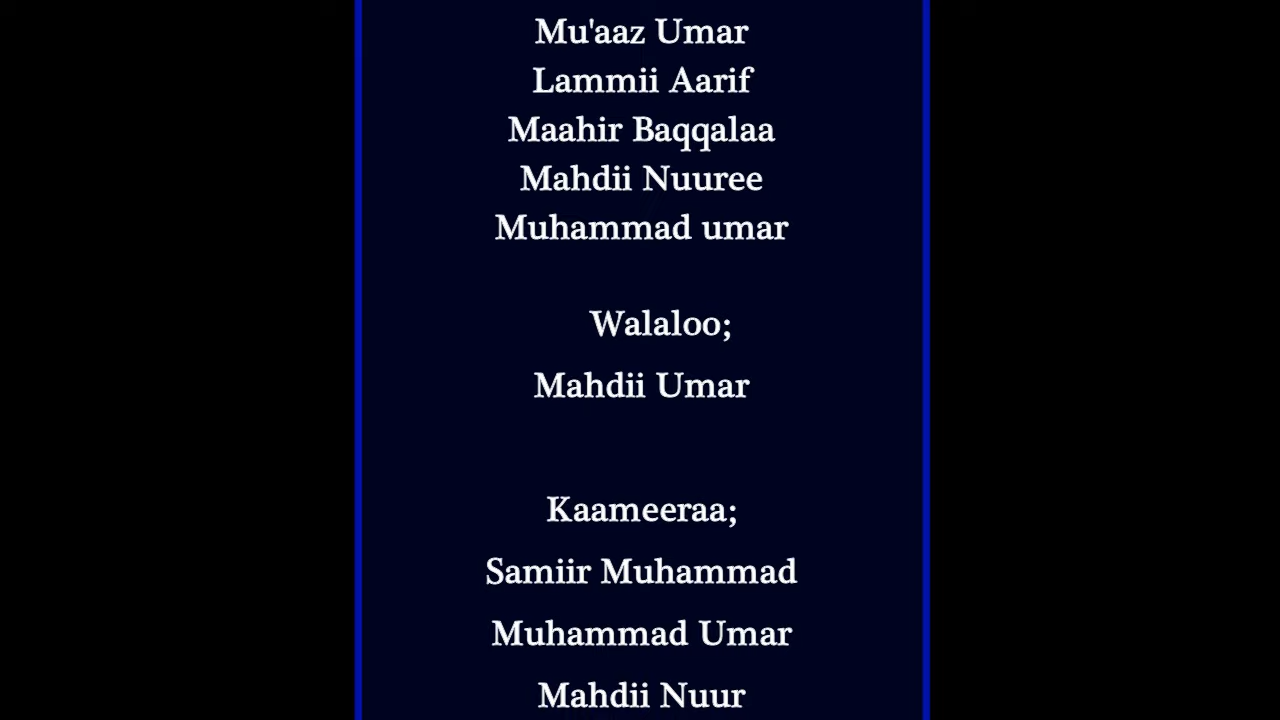 Mu'aaz Umar
Lammii Aarif
Maahir Baqqalaa
Mahdii Nuuree
Muhammad umar
Walaloo;
Mahdii Umar
Kaameeraa;
Samiir Muhammad
Muhammad Umar
Mahdii Nuur